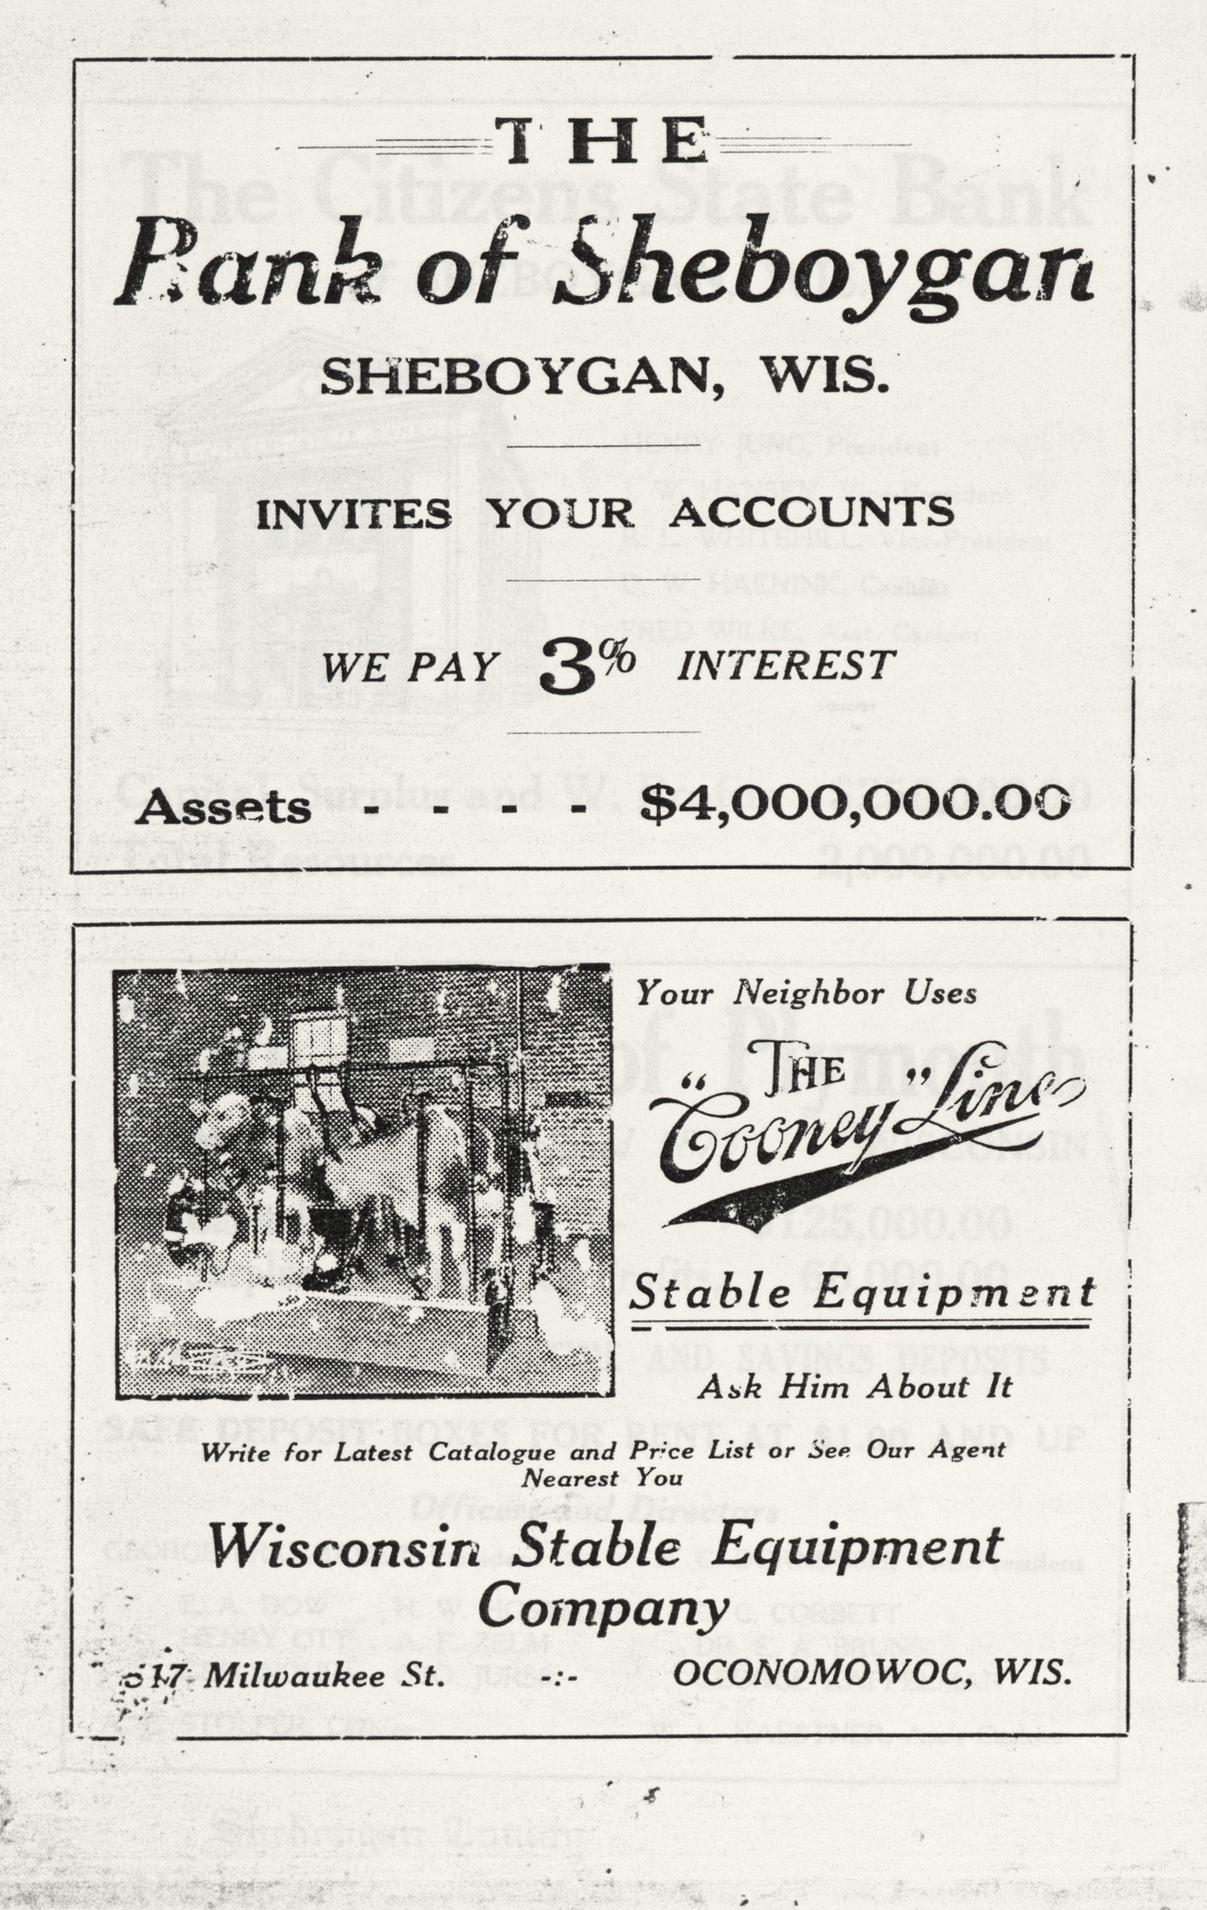 THE
Bank of Sheboygan
SHEBOYGAN, WIS.
INVITES YOUR ACCOUNTS
WE PAY 3% INTEREST
Assets - - - - $4,000,000.00
Your Neighbor Uses
THE
"Cooney" Line
Stable Equipment
Ask Him About It
Write for Latest Catalogue and Price List or See Our Agent
Nearest You
Wisconsin Stable Equipment
Company
Milwaukee St. -:- OCONOMOWOC, WIS.